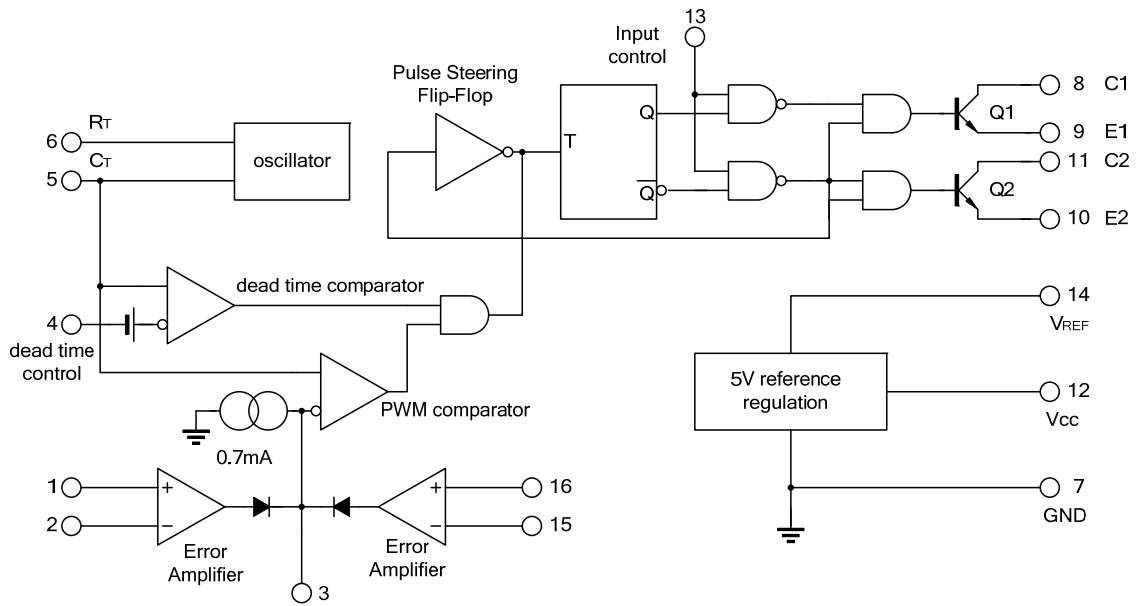 13
Input
control
Pulse Steering
Flip-Flop
8 C1
Q
Q1
6 RT
T
9 E1
oscillator
5 CT
11 C2
Q
Q2
10 E2
dead time comparator
4
dead time
control
14
VREF
5V reference
regulation
12
Vcc
PWM comparator
0.7mA
1 +
+ 16
7
GND
2 −
− 15
Error
Amplifier
Error
Amplifier
3